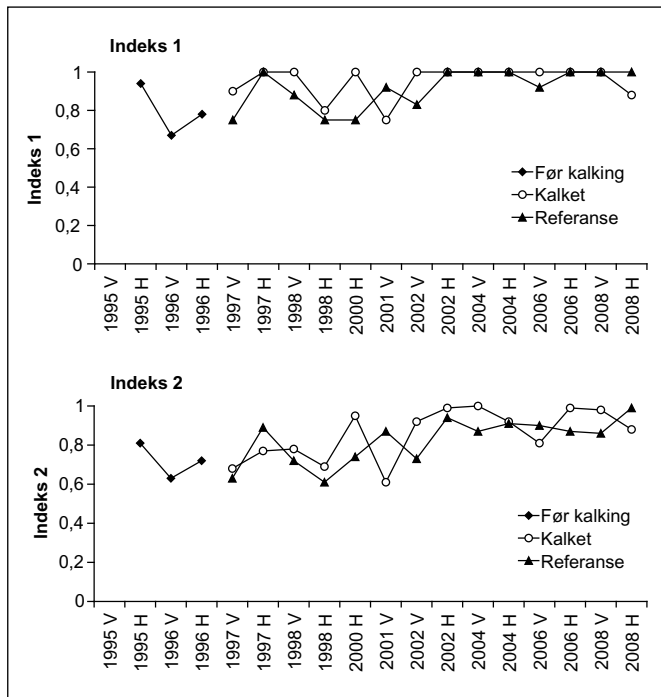 Indeks 1
Indeks 1
1
0,8
0,6
0,4
0,2
0
Før kalking
Kalket
Referanse
1995 V
1995 H
1996 V
1996 H
1997 V
1997 H
1998 V
1998 H
2000 H
2001 V
2002 V
2002 H
2004 V
2004 H
2006 V
2006 H
2008 V
2008 H
Indeks 2
Indeks 2
1
0,8
0,6
0,4
0,2
0
Før kalking
Kalket
Referanse
1995 V
1995 H
1996 V
1996 H
1997 V
1997 H
1998 V
1998 H
2000 H
2001 V
2002 V
2002 H
2004 V
2004 H
2006 V
2006 H
2008 V
2008 H